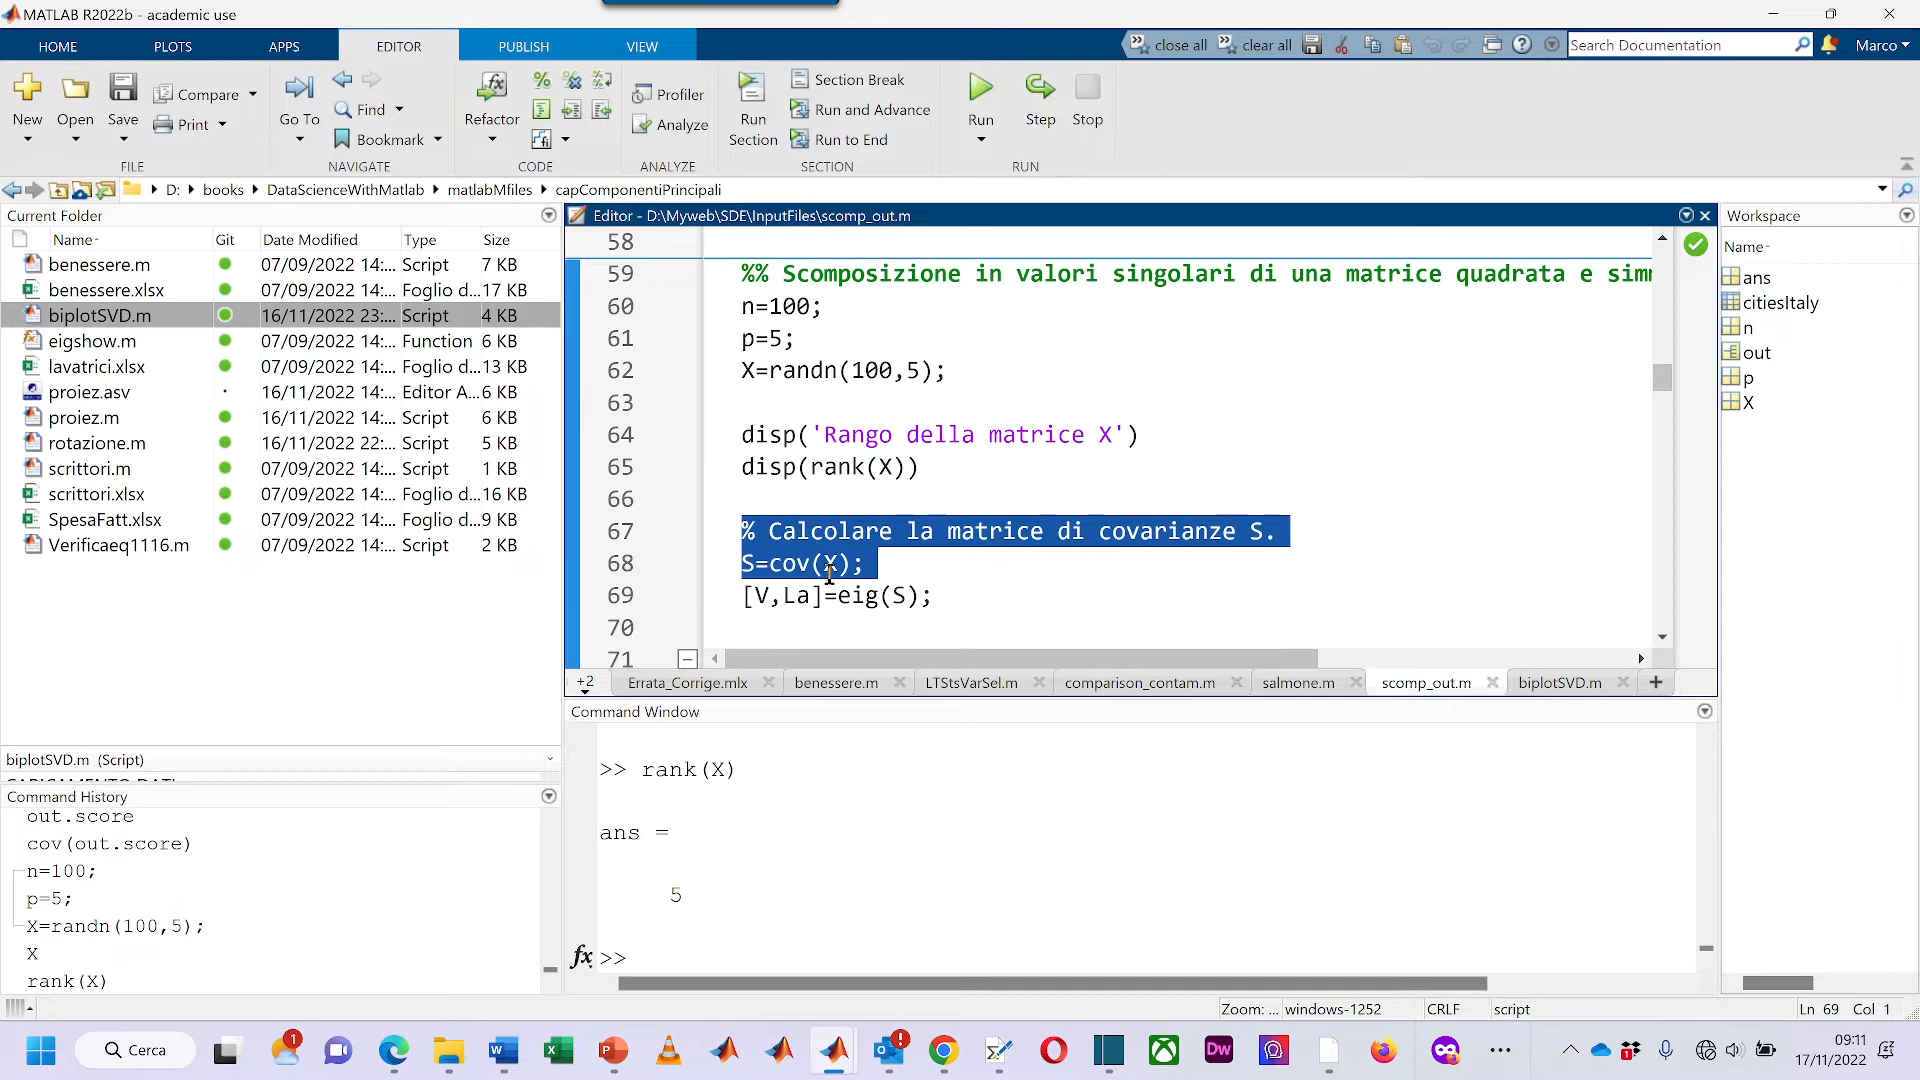 MATLAB R2022b - academic use
HOME PLOTS APPS EDITOR PUBLISH VIEW
close all clear all Search Documentation Marco
New Open Save Compare Print
Go To Find Bookmark
Refactor
Profiler Analyze
Run Section Section Break Run and Advance Run to End
Run Step Stop
FILE NAVIGATE CODE ANALYZE SECTION RUN
D: books DataScienceWithMatlab matlabMfiles capComponentiPrincipali
Current Folder
Name Git Date Modified Type Size
benessere.m 07/09/2022 14:... Script 7 KB
benessere.xlsx 07/09/2022 14:... Foglio d... 17 KB
biplotSVD.m 16/11/2022 23:... Script 4 KB
eigshow.m 07/09/2022 14:... Function 6 KB
lavatrici.xlsx 07/09/2022 14:... Foglio d... 13 KB
proiez.asv 16/11/2022 14:... Editor A... 6 KB
proiez.m 16/11/2022 14:... Script 6 KB
rotazione.m 16/11/2022 22:... Script 5 KB
scrittori.m 07/09/2022 14:... Script 1 KB
scrittori.xlsx 07/09/2022 14:... Foglio d... 16 KB
SpesaFatt.xlsx 07/09/2022 14:... Foglio d... 9 KB
Verificaeq1116.m 07/09/2022 14:... Script 2 KB
biplotSVD.m (Script)
CARICAMENTO DATI
Command History
out.score
cov(out.score)
n=100;
p=5;
X=randn(100,5);
X
rank(X)
Editor - D:\Myweb\SDE\InputFiles\scomp_out.m
58
59 %% Scomposizione in valori singolari di una matrice quadrata e simm
60 n=100;
61 p=5;
62 X=randn(100,5);
63
64 disp('Rango della matrice X')
65 disp(rank(X))
66
67 % Calcolare la matrice di covarianze S.
68 S=cov(X);
69 [V,La]=eig(S);
70
71
+2 Errata_Corrige.mlx benessere.m LTStsVarSel.m comparison_contam.m salmone.m scomp_out.m biplotSVD.m
Command Window
>> rank(X)
ans =
5
fx >>
Workspace
Name
ans
citiesItaly
n
out
p
X
Zoom: ... windows-1252 CRLF script Ln 69 Col 1
Cerca
1
Dw
1
09:11
17/11/2022